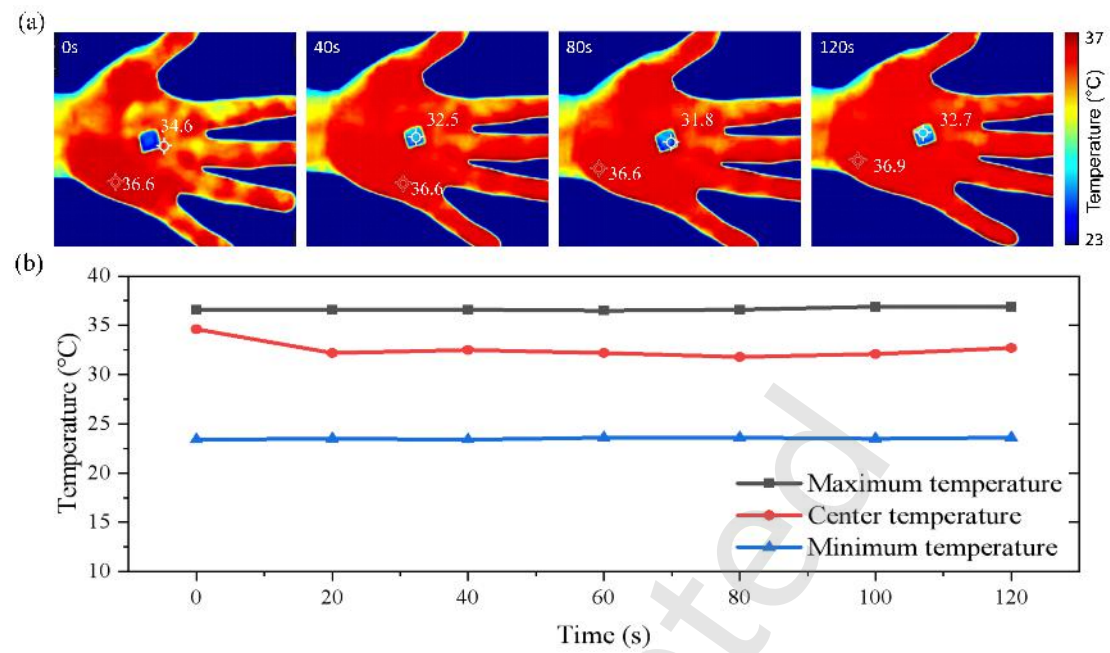 (a)
0s
40s
80s
120s
37
34.6
32.5
31.8
32.7
36.6
36.6
36.6
36.9
Temperature (°C)
23
(b)
40
35
30
25
20
15
10
Temperature (°C)
Maximum temperature
Center temperature
Minimum temperature
0
20
40
60
80
100
120
Time (s)